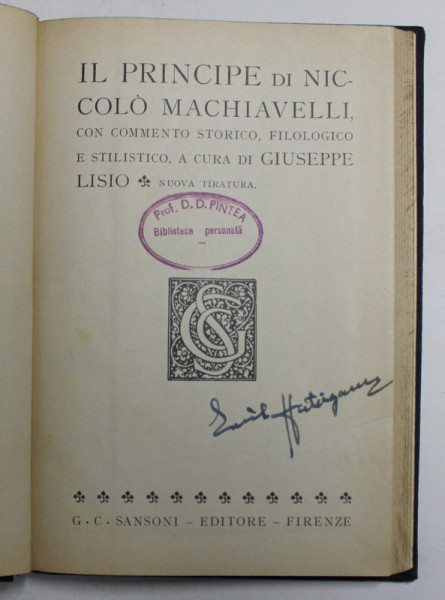 IL PRINCIPE DI NIC-
COLÒ MACHIAVELLI,
CON COMMENTO STORICO, FILOLOGICO
E STILISTICO, A CURA DI GIUSEPPE
LISIO NUOVA TIRATURA.
Prof. D. D. PINTEA
Biblioteca personală
G C S
G. C. SANSONI – EDITORE – FIRENZE